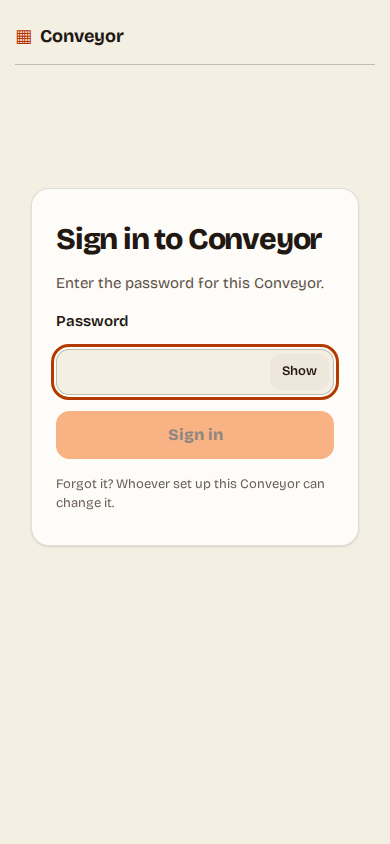 Conveyor
Sign in to Conveyor
Enter the password for this Conveyor.
Password
Show
Sign in
Forgot it? Whoever set up this Conveyor can
change it.